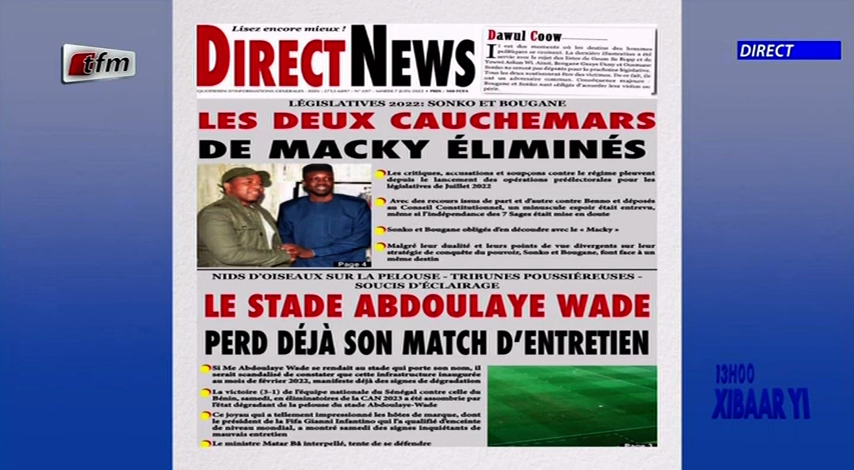 tfm
Lisez encore mieux !
DIRECTNEWS
Dawul Coow
DIRECT
LÉGISLATIVES 2022: SONKO ET BOUGANE
LES DEUX CAUCHEMARS
DE MACKY ÉLIMINÉS
Les critiques, accusations et soupçons contre le régime pleuvent
depuis le lancement des opérations préélectorales pour les
législatives de Juillet 2022
Avec des recours issus de part et d'autre contre Benno et déposés
au Conseil Constitutionnel, un minuscule espoir était entrevu,
même si l'indépendance des 7 Sages était mise en doute
Sonko et Bougane obligés d'en découdre avec le « Macky »
Malgré leur dualité et leurs points de vue divergents sur leur
stratégie de conquête du pouvoir, Sonko et Bougane, font face à un
même destin
Page 4
NIDS D'OISEAUX SUR LA PELOUSE - TRIBUNES POUSSIÉREUSES -
SOUCIS D'ÉCLAIRAGE
LE STADE ABDOULAYE WADE
PERD DÉJÀ SON MATCH D'ENTRETIEN
Si Me Abdoulaye Wade se rendait au stade qui porte son nom, il
serait scandalisé de constater que cette infrastructure inaugurée
au mois de février 2022, manifeste déjà des signes de dégradation
La victoire (3-1) de l'équipe nationale du Sénégal contre celle du
Bénin, samedi, en éliminatoires de la CAN 2023 a été assombrie par
l'état dégradant de la pelouse du stade Abdoulaye-Wade
Ce joyau qui a tellement impressionné les hôtes de marque, dont
le président de la Fifa Gianni Infantino qui l'a qualifié d'enceinte
de niveau mondial, a montré samedi des signes inquiétants de
mauvais entretien
Le ministre Matar Bâ interpellé, tente de se défendre
13H00
XIBAAR YI